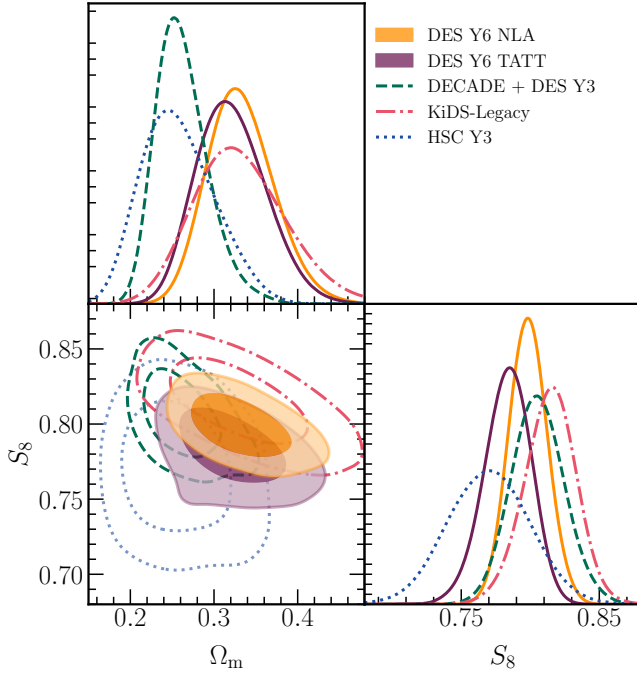 DES Y6 NLA
DES Y6 TATT
DECADE + DES Y3
KiDS-Legacy
HSC Y3
0.85
0.80
0.75
0.70
S₈
0.2
0.3
0.4
Ωₘ
0.75
0.85
S₈